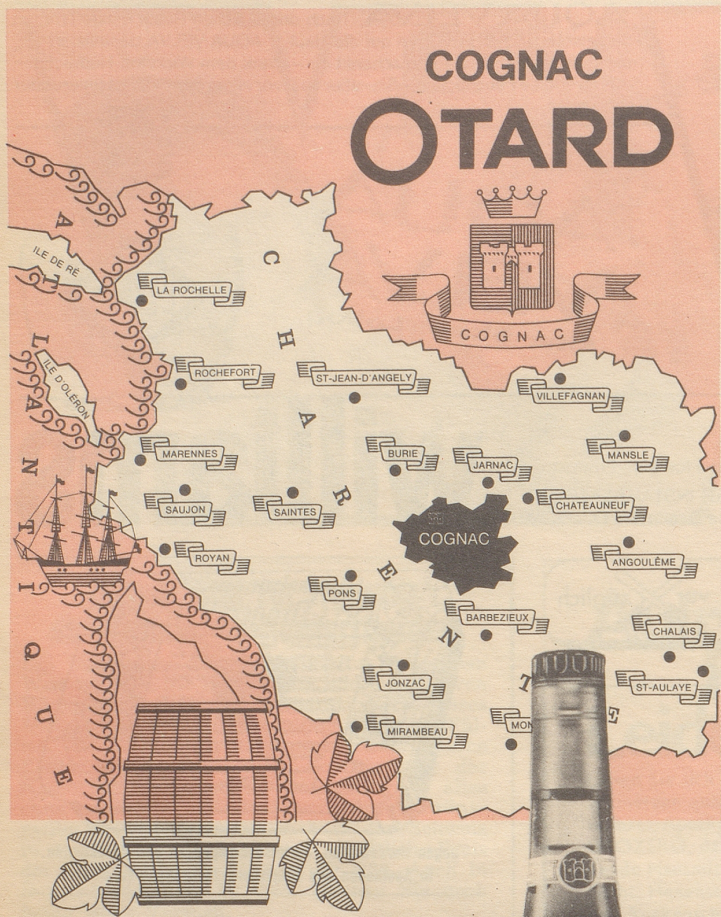 COGNAC
OTARD
COGNAC
ATLANTIQUE
CHARENTE
ILE DE RÉ
LA ROCHELLE
ILE D'OLÉRON
ROCHEFORT
ST-JEAN-D'ANGELY
VILLEFAGNAN
MARENNES
BURIE
JARNAC
MANSLE
SAUJON
SAINTES
CHATEAUNEUF
COGNAC
ROYAN
ANGOULÊME
PONS
BARBEZIEUX
CHALAIS
JONZAC
ST-AULAYE
MIRAMBEAU
MON